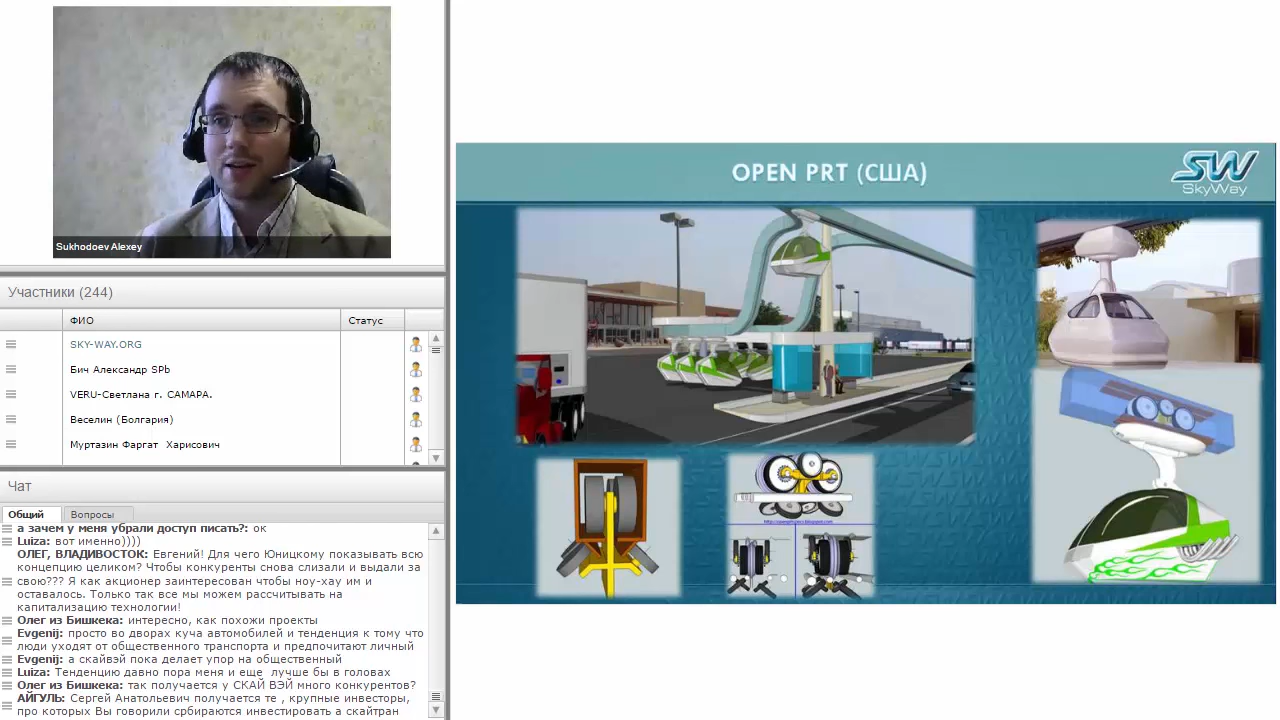 Sukhodoev Alexey
Участники (244)
ФИО
Статус
SKY-WAY.ORG
Бич Александр SPb
VERU-Светлана г. САМАРА.
Веселин (Болгария)
Муртазин Фаргат Харисович
Чат
Общий
Вопросы
а зачем у меня убрали доступ писать?: ок
Luiza: вот именно))))
ОЛЕГ, ВЛАДИВОСТОК: Евгений! Для чего Юницкому показывать всю
концепцию целиком? Чтобы конкуренты снова слизали и выдали за
свою??? Я как акционер заинтересован чтобы ноу-хау им и
оставалось. Только так все мы можем рассчитывать на
капитализацию технологии!
Олег из Бишкека: интересно, как похожи проекты
Evgenij: просто во дворах куча автомобилей и тенденция к тому что
люди уходят от общественного транспорта и предпочитают личный
Evgenij: а скайвэй пока делает упор на общественный
Luiza: Тенденцию давно пора меня и еще лучше бы в головах
Олег из Бишкека: так получается у СКАЙ ВЭЙ много конкурентов?
АЙГУЛЬ: Сергей Анатольевич получается те , крупные инвесторы,
про которых Вы говорили србираются инвестировать а скайтран
OPEN PRT (США)
SW
SkyWay